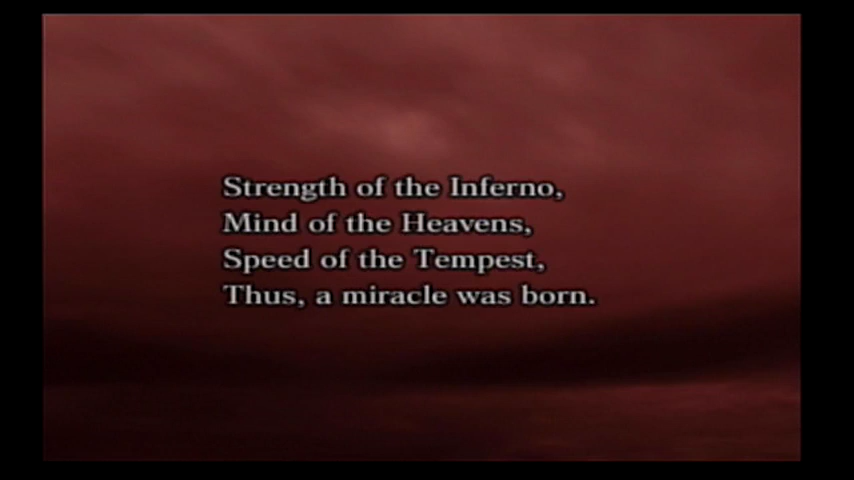 Strength of the Inferno,
Mind of the Heavens,
Speed of the Tempest,
Thus, a miracle was born.